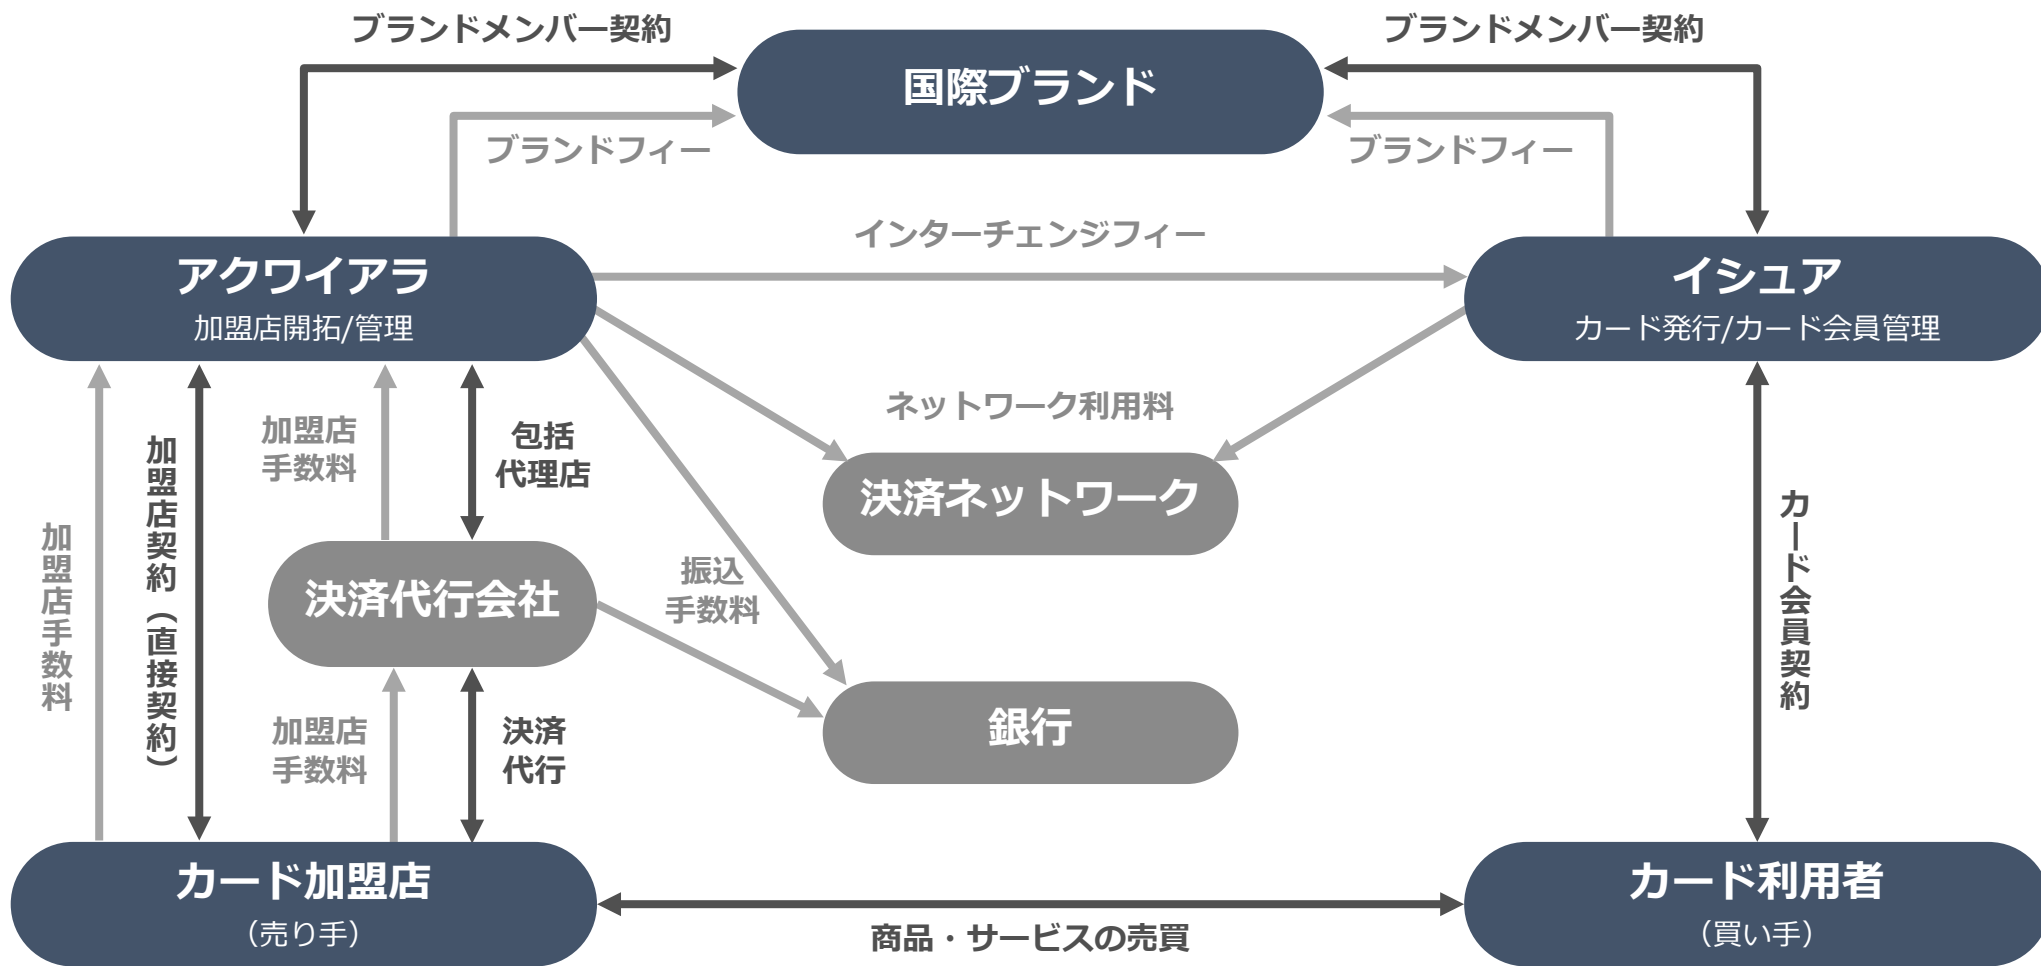 ブランドメンバー契約
ブランドメンバー契約
国際ブランド
ブランドフィー
ブランドフィー
インターチェンジフィー
アクワイアラ
加盟店開拓/管理
イシュア
カード発行/カード会員管理
ネットワーク利用料
加盟店
手数料
包括
代理店
加盟店契約（直接契約）
加盟店手数料
決済ネットワーク
カード会員契約
決済代行会社
振込
手数料
銀行
加盟店
手数料
決済
代行
カード加盟店
（売り手）
カード利用者
（買い手）
商品・サービスの売買